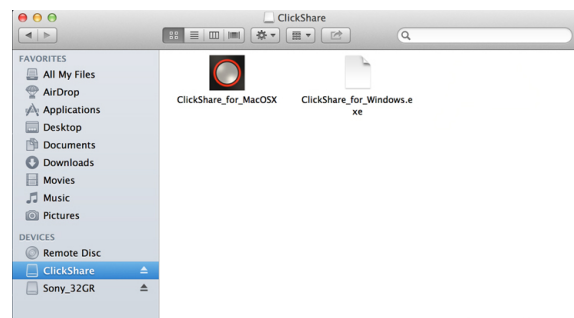 ClickShare
FAVORITES
All My Files
AirDrop
Applications
Desktop
Documents
Downloads
Movies
Music
Pictures
DEVICES
Remote Disc
ClickShare
Sony_32GR
ClickShare_for_MacOSX
ClickShare_for_Windows.e
xe